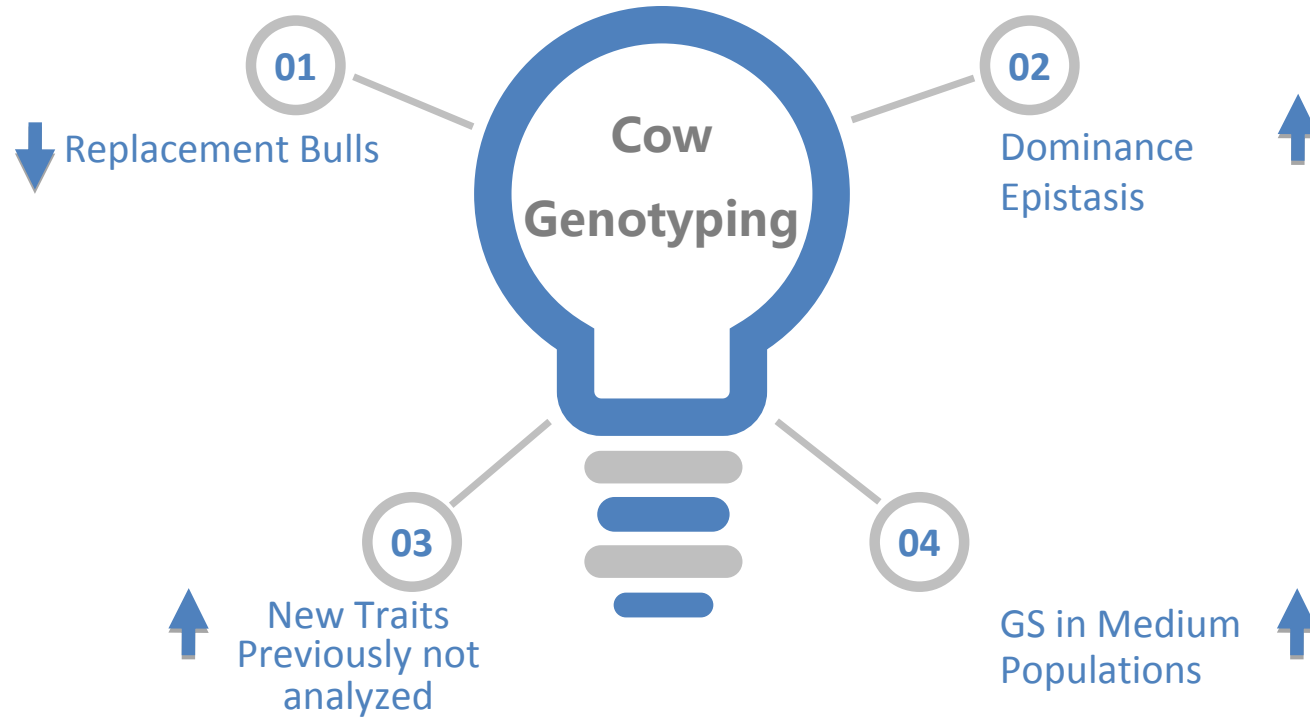 01
Replacement Bulls
Cow
Genotyping
02
Dominance
Epistasis
03
New Traits
Previously not
analyzed
04
GS in Medium
Populations